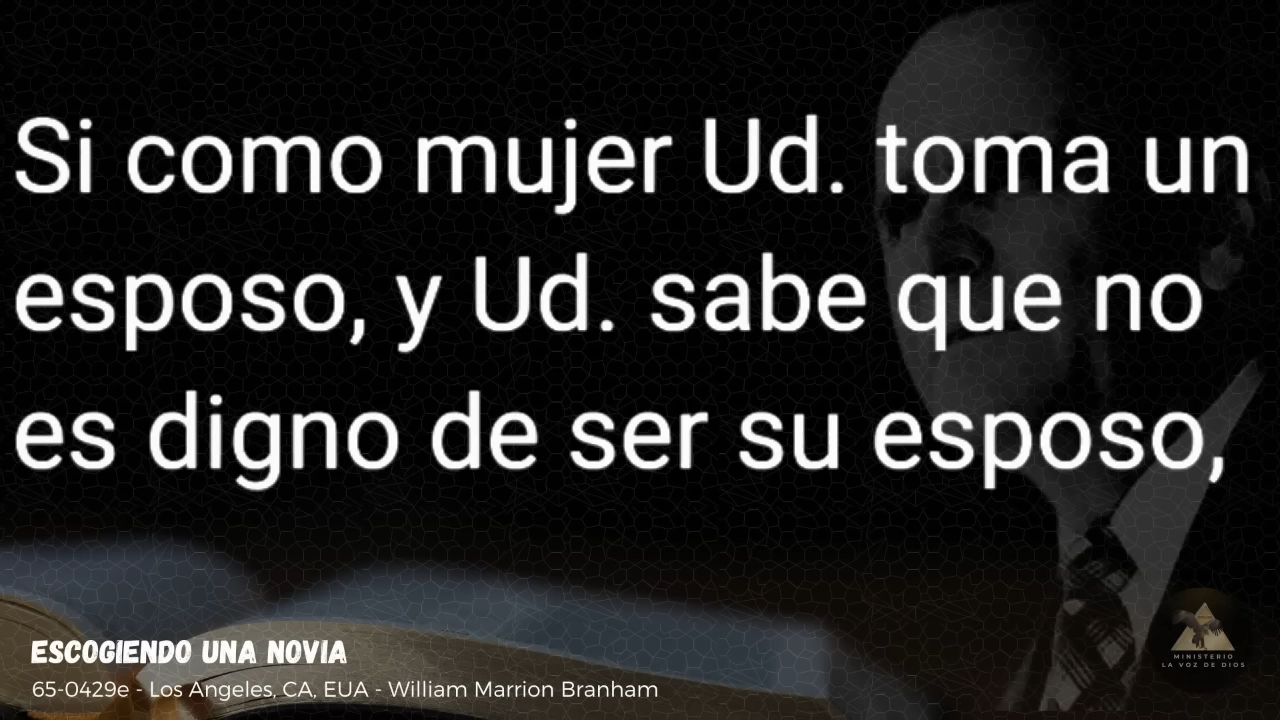 Si como mujer Ud. toma un
esposo, y Ud. sabe que no
es digno de ser su esposo,
ESCOGIENDO UNA NOVIA
65-0429e - Los Angeles, CA, EUA - William Marrion Branham
MINISTERIO
LA VOZ DE DIOS